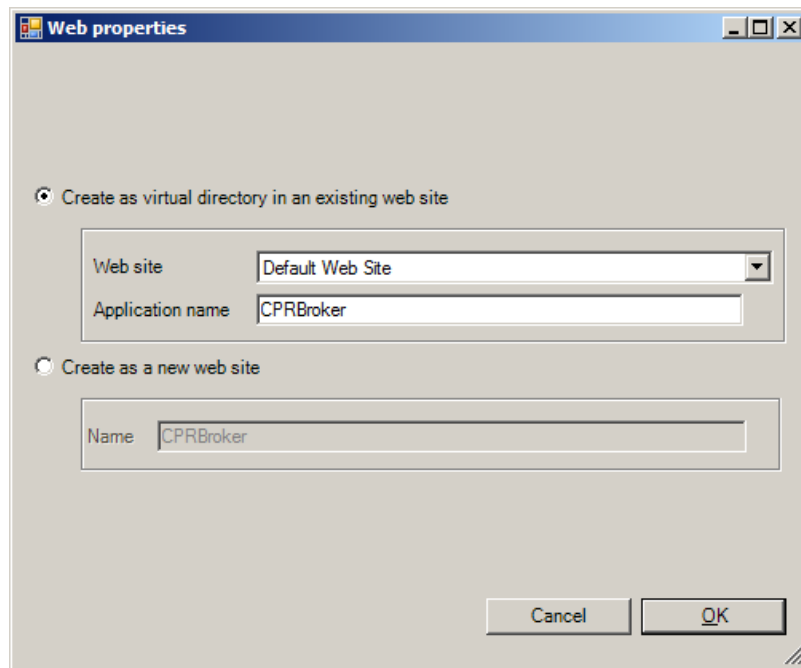 Web properties
Create as virtual directory in an existing web site
Web site Default Web Site
Application name CPRBroker
Create as a new web site
Name CPRBroker
Cancel OK